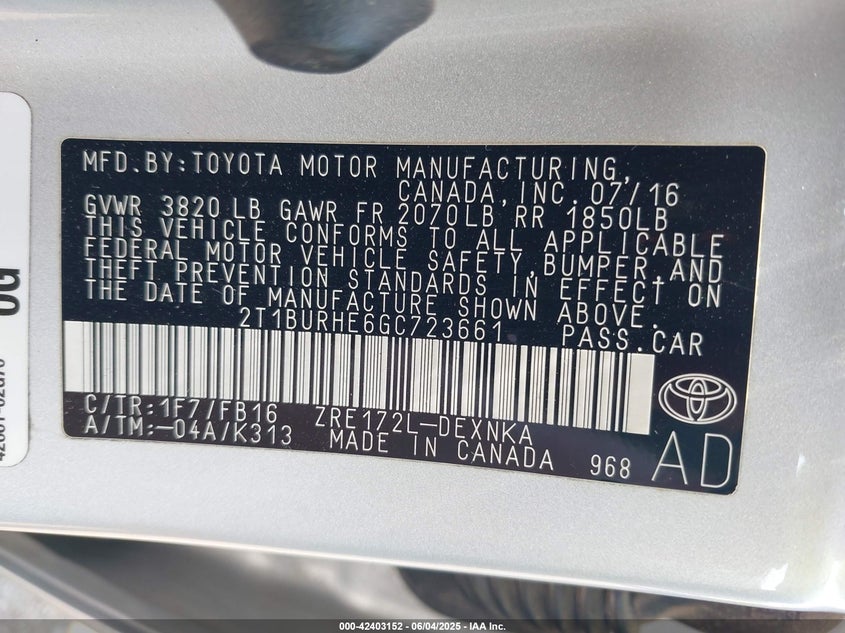 MFD.BY:TOYOTA MOTOR MANUFACTURING,
CANADA,INC. 07/16
GVWR 3820 LB GAWR FR 2070LB RR 1850LB
THIS VEHICLE CONFORMS TO ALL APPLICABLE
FEDERAL MOTOR VEHICLE SAFETY,BUMPER,AND
THEFT PREVENTION STANDARDS IN EFFECT ON
THE DATE OF MANUFACTURE SHOWN ABOVE.
2T1BURHE6GC723661 PASS.CAR
C/TR:1F7/FB16 ZRE172L-DEXNKA
A/TM:-04A/K313 MADE IN CANADA 968
AD
000-42403152 | 06/04/2025 | IAA Inc.